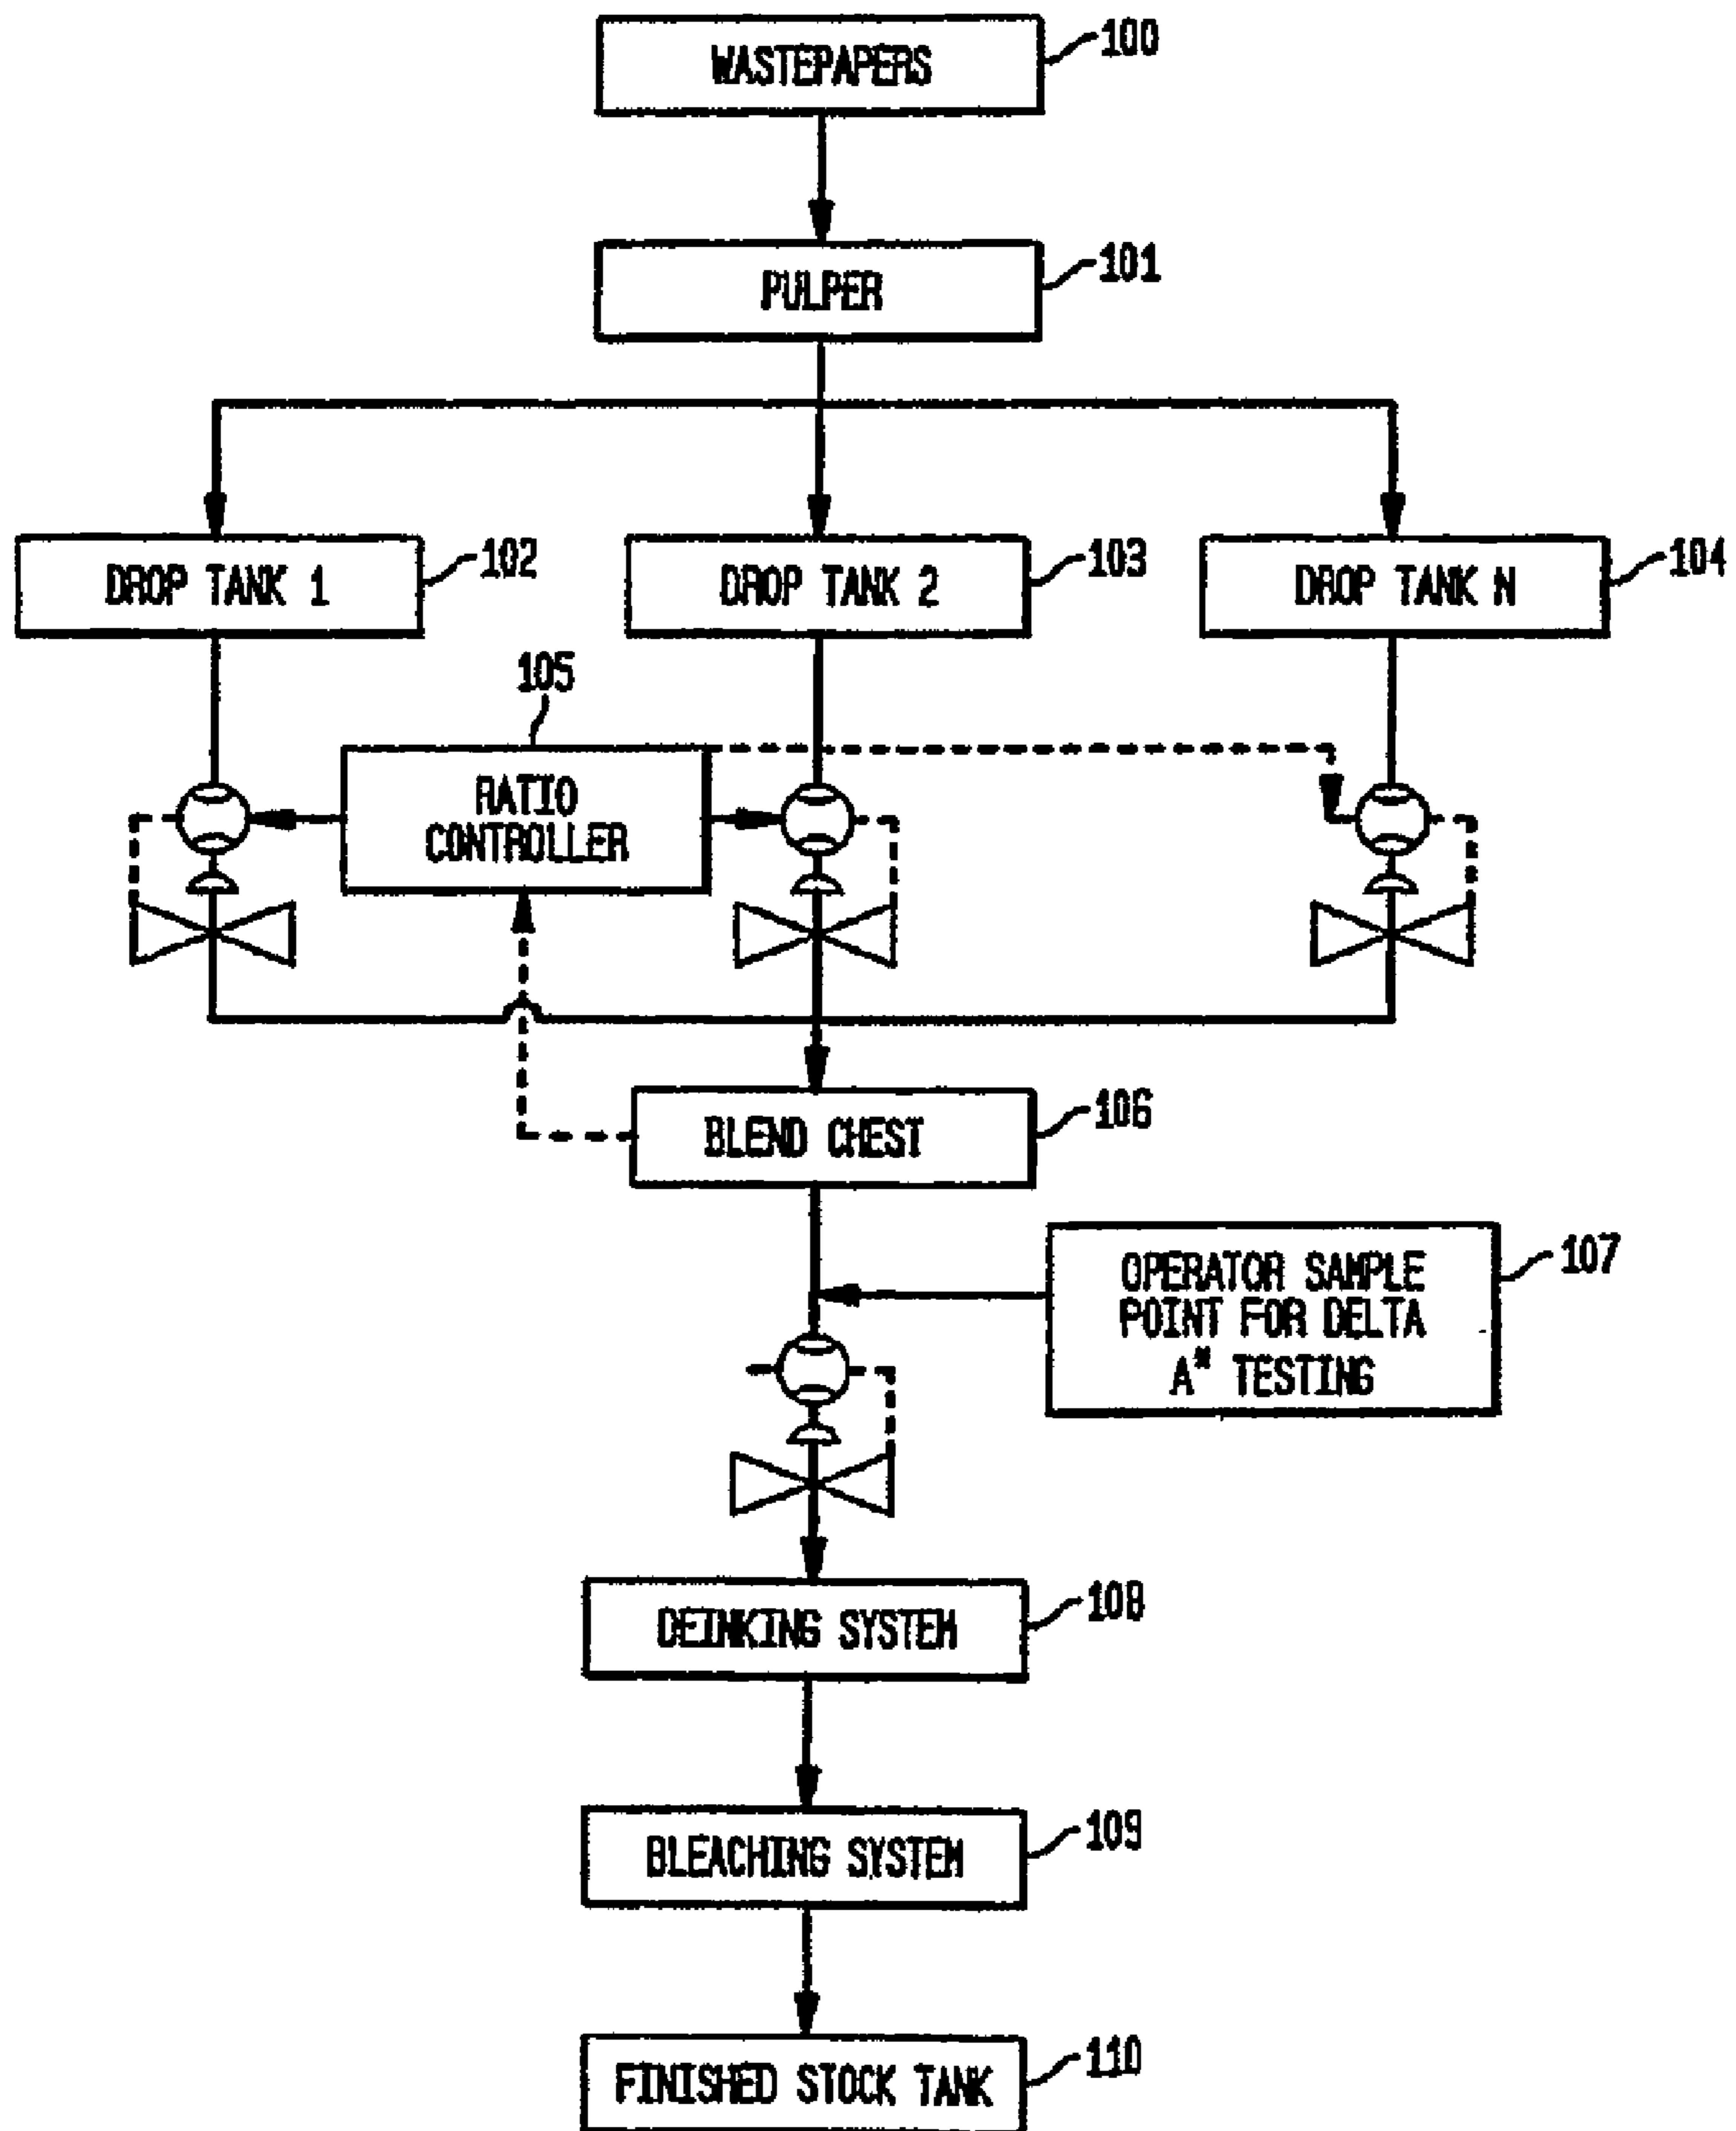 WASTEPAPERS
100
PULPER
101
DROP TANK 1
102
DROP TANK 2
103
DROP TANK N
104
105
RATIO
CONTROLLER
BLEND CHEST
106
OPERATOR SAMPLE
POINT FOR DELTA
A* TESTING
107
DEINKING SYSTEM
108
BLEACHING SYSTEM
109
FINISHED STOCK TANK
110